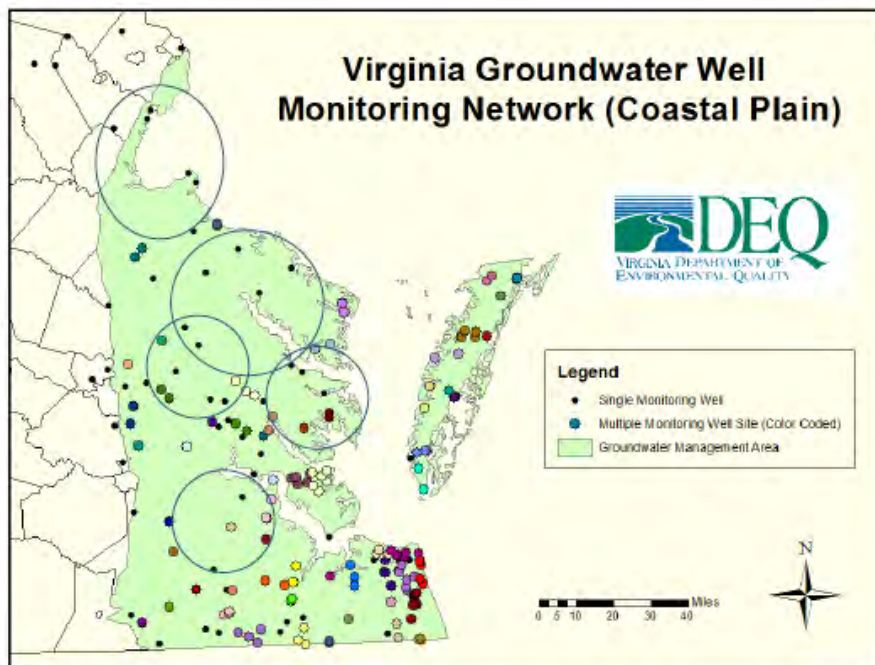 Virginia Groundwater Well
Monitoring Network (Coastal Plain)
DEQ
VIRGINIA DEPARTMENT OF
ENVIRONMENTAL QUALITY
Legend
Single Monitoring Well
Multiple Monitoring Well Site (Color Coded)
Groundwater Management Area
N
Miles
0 5 10 20 30 40